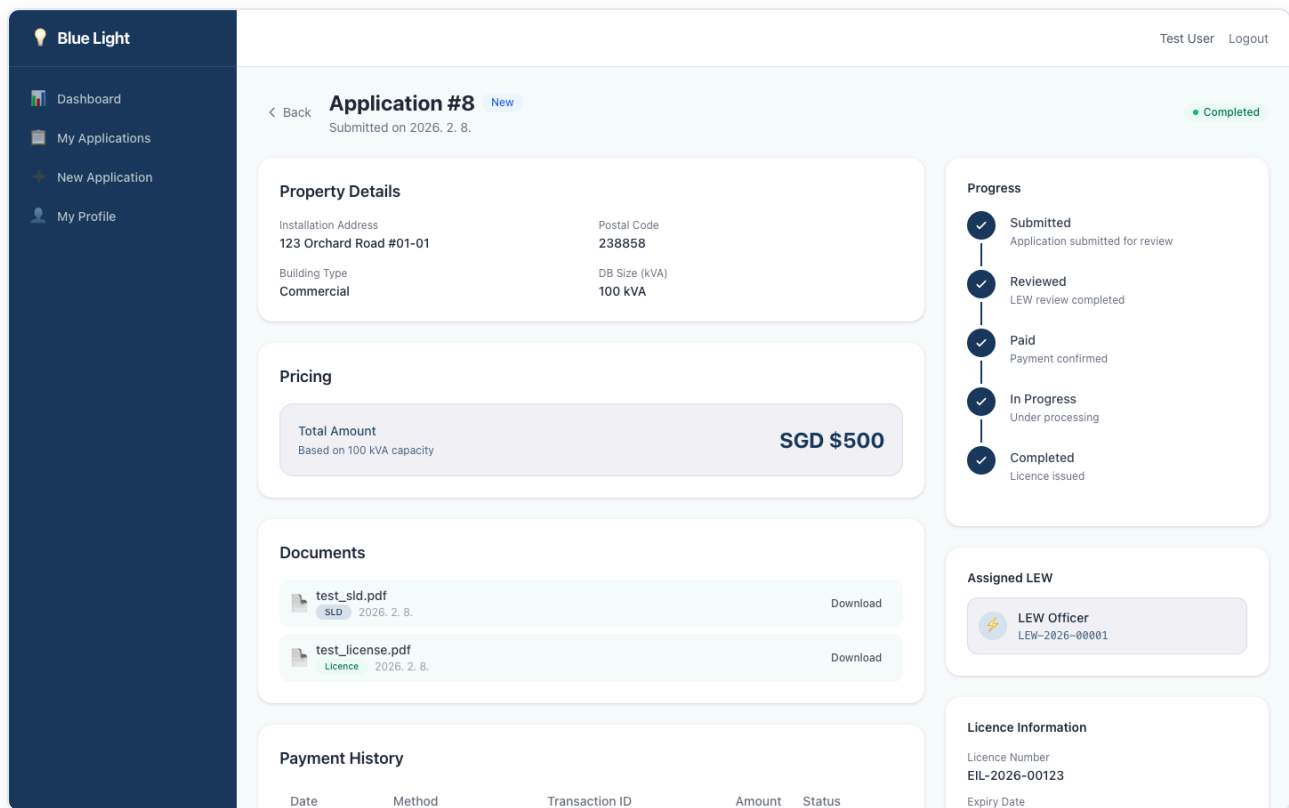 Blue Light
Test User Logout
Dashboard
My Applications
New Application
My Profile
Back
Application #8 New
Submitted on 2026. 2. 8.
Completed
Property Details
Installation Address
123 Orchard Road #01-01
Postal Code
238858
Building Type
Commercial
DB Size (kVA)
100 kVA
Pricing
Total Amount
Based on 100 kVA capacity
SGD $500
Documents
test_sld.pdf
SLD 2026. 2. 8.
Download
test_license.pdf
Licence 2026. 2. 8.
Download
Payment History
Date Method Transaction ID Amount Status
Progress
Submitted
Application submitted for review
Reviewed
LEW review completed
Paid
Payment confirmed
In Progress
Under processing
Completed
Licence issued
Assigned LEW
LEW Officer
LEW-2026-00001
Licence Information
Licence Number
EIL-2026-00123
Expiry Date